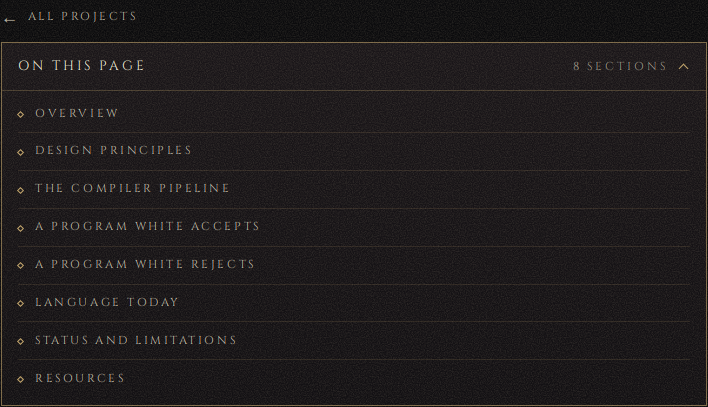 ← ALL PROJECTS
ON THIS PAGE
8 SECTIONS
OVERVIEW
DESIGN PRINCIPLES
THE COMPILER PIPELINE
A PROGRAM WHITE ACCEPTS
A PROGRAM WHITE REJECTS
LANGUAGE TODAY
STATUS AND LIMITATIONS
RESOURCES